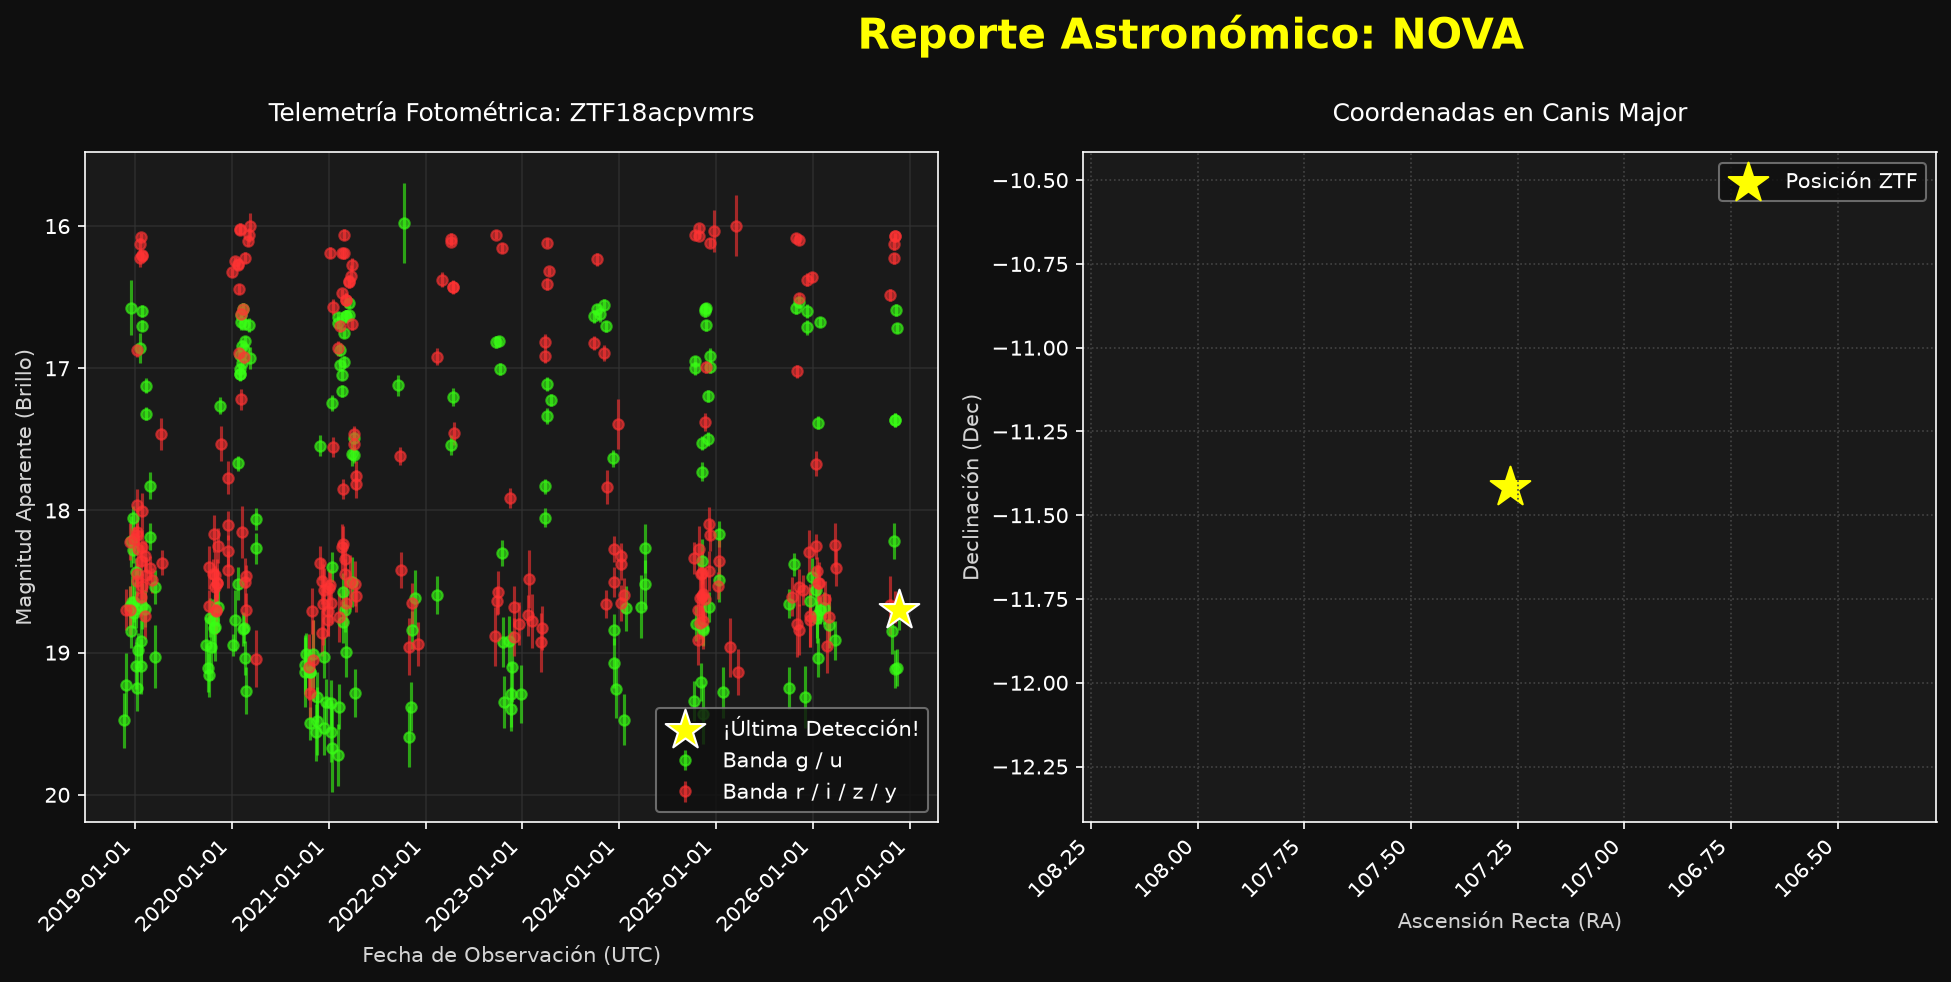 Reporte Astronómico: NOVA
Telemetría Fotométrica: ZTF18acpvmrs
Magnitud Aparente (Brillo)
16
17
18
19
20
¡Última Detección!
Banda g / u
Banda r / i / z / y
2019-01-01
2020-01-01
2021-01-01
2022-01-01
2023-01-01
2024-01-01
2025-01-01
2026-01-01
2027-01-01
Fecha de Observación (UTC)
Coordenadas en Canis Major
Declinación (Dec)
−10.50
−10.75
−11.00
−11.25
−11.50
−11.75
−12.00
−12.25
Posición ZTF
108.25
108.00
107.75
107.50
107.25
107.00
106.75
106.50
Ascensión Recta (RA)